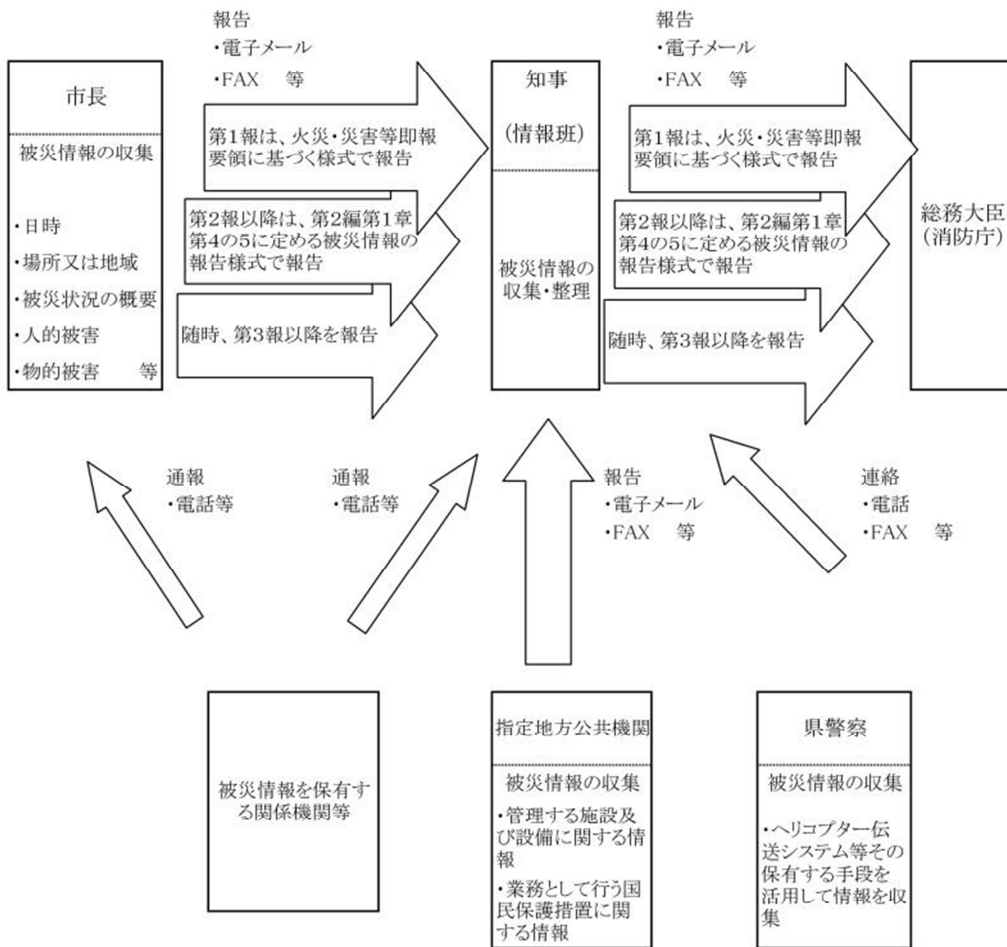 報告
・電子メール
・FAX 等
報告
・電子メール
・FAX 等
市長
被災情報の収集
・日時
・場所又は地域
・被災状況の概要
・人的被害
・物的被害 等
第1報は、火災・災害等即報
要領に基づく様式で報告
第2報以降は、第2編第1章
第4の5に定める被災情報の
報告様式で報告
随時、第3報以降を報告
知事
(情報班)
被災情報の
収集・整理
第1報は、火災・災害等即報
要領に基づく様式で報告
第2報以降は、第2編第1章
第4の5に定める被災情報の
報告様式で報告
随時、第3報以降を報告
総務大臣
(消防庁)
通報
・電話等
通報
・電話等
報告
・電子メール
・FAX 等
連絡
・電話
・FAX 等
被災情報を保有す
る関係機関等
指定地方公共機関
被災情報の収集
・管理する施設及
び設備に関する情
報
・業務として行う国
民保護措置に関
する情報
県警察
被災情報の収集
・ヘリコプター伝
送システム等その
保有する手段を
活用して情報を収
集